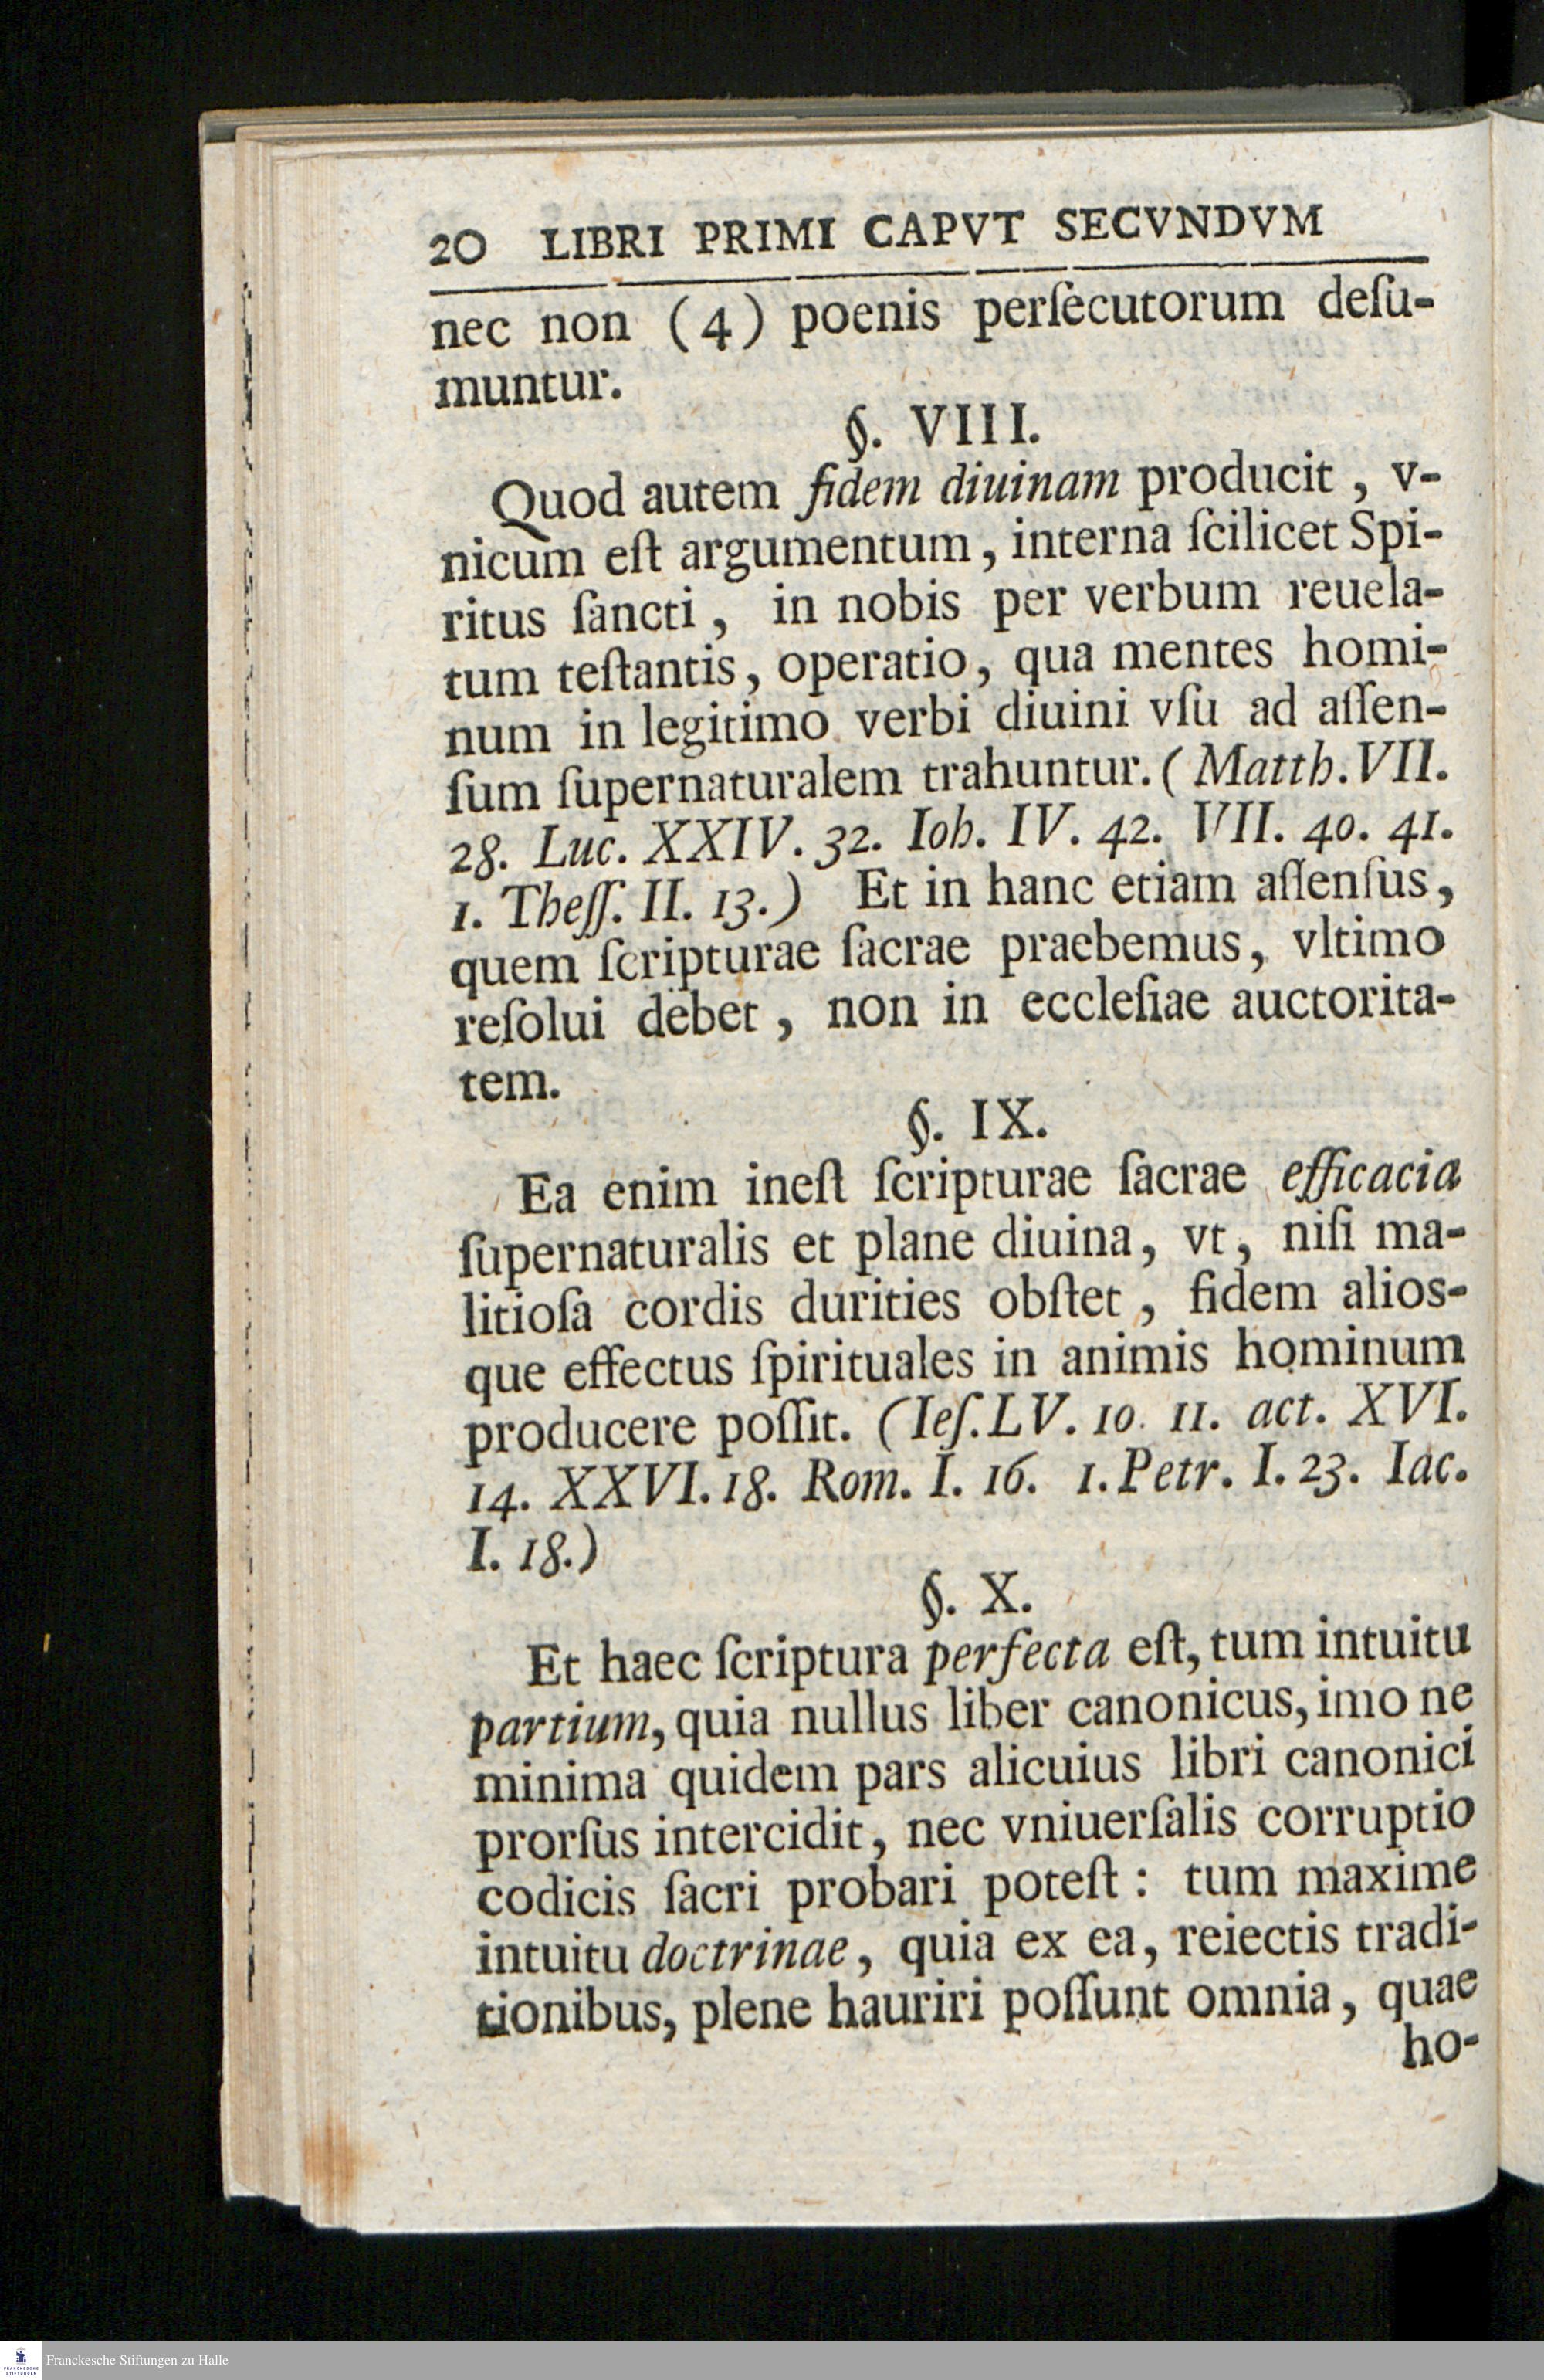 20 LIBRI PRIMI CAPVT SECVNDVM
nec non (4) poenis perſecutorum deſu-
muntur.
§. VIII.
Quod autem fidem diuinam producit, v-
nicum eſt argumentum, interna ſcilicet Spi-
ritus ſancti, in nobis per verbum reuela-
tum teſtantis, operatio, qua mentes homi-
num in legitimo verbi diuini vſu ad aſſen-
ſum ſupernaturalem trahuntur. (Matth. VII.
28. Luc. XXIV. 32. Ioh. IV. 42. VII. 40. 41.
1. Theſſ. II. 13.) Et in hanc etiam aſſenſus,
quem ſcripturae ſacrae praebemus, vltimo
reſolui debet, non in eccleſiae auctorita-
tem.
§. IX.
Ea enim ineſt ſcripturae ſacrae efficacia
ſupernaturalis et plane diuina, vt, niſi ma-
litioſa cordis durities obſtet, fidem alios-
que effectus ſpirituales in animis hominum
producere poſſit. (Ieſ. LV. 10. 11. act. XVI.
14. XXVI. 18. Rom. I. 16. 1. Petr. I. 23. Iac.
I. 18.)
§. X.
Et haec ſcriptura perfecta eſt, tum intuitu
partium, quia nullus liber canonicus, imo ne
minima quidem pars alicuius libri canonici
prorſus intercidit, nec vniuerſalis corruptio
codicis ſacri probari poteſt: tum maxime
intuitu doctrinae, quia ex ea, reiectis tradi-
tionibus, plene hauriri poſſunt omnia, quae
ho-
FRANCKESCHE
STIFTUNGEN
Franckesche Stiftungen zu Halle